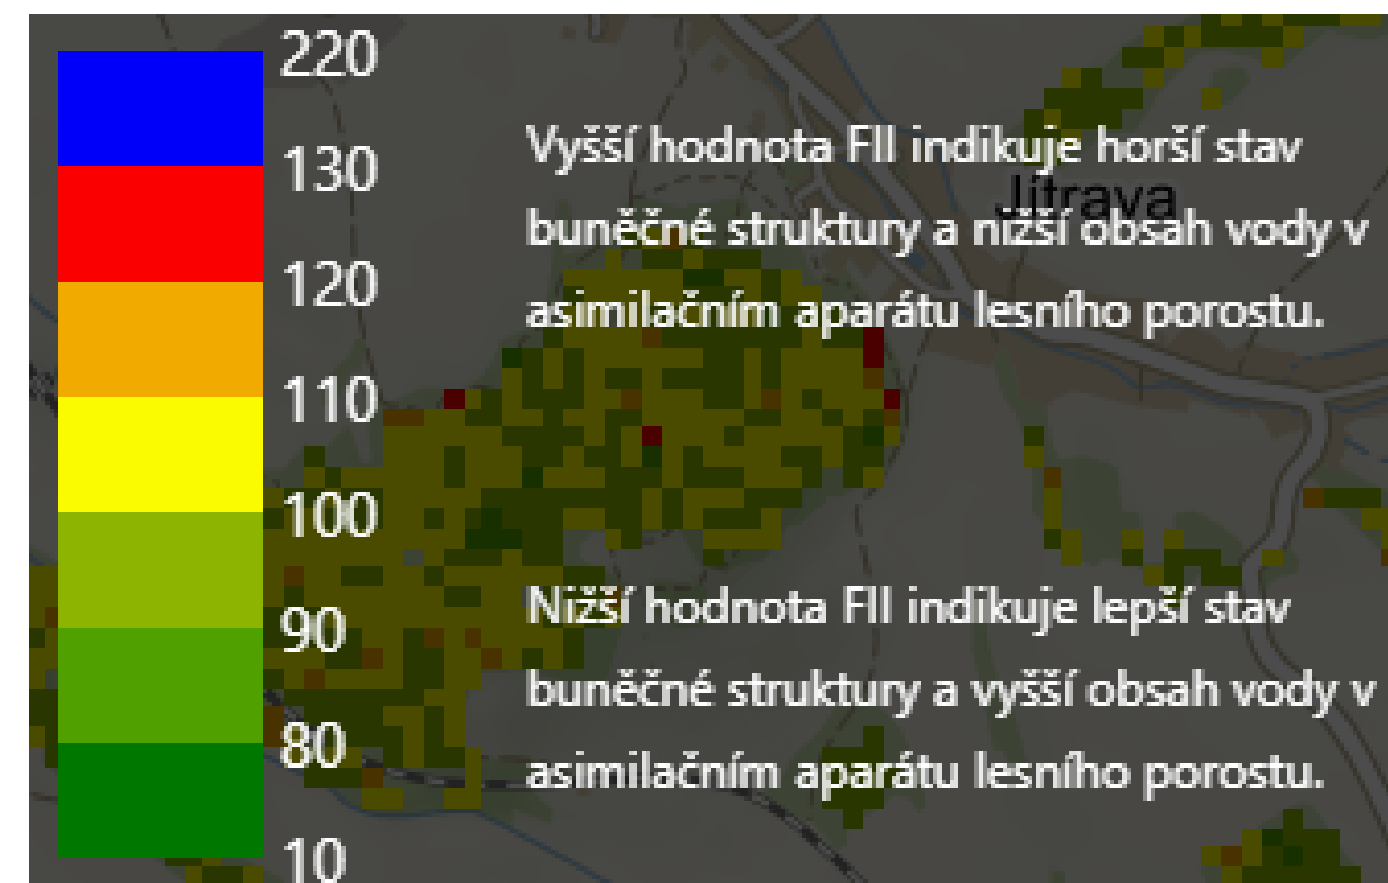 220
130
120
110
100
90
80
10
Vyšší hodnota FII indikuje horší stav
buněčné struktury a nižší obsah vody v
asimilačním aparátu lesního porostu.
Jítrava
Nižší hodnota FII indikuje lepší stav
buněčné struktury a vyšší obsah vody v
asimilačním aparátu lesního porostu.